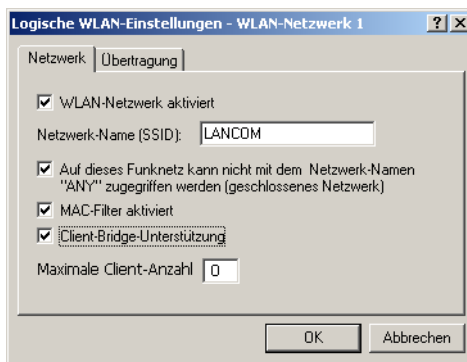 Logische WLAN-Einstellungen - WLAN-Netzwerk 1
Netzwerk Übertragung
WLAN-Netzwerk aktiviert
Netzwerk-Name (SSID): LANCOM
Auf dieses Funknetz kann nicht mit dem Netzwerk-Namen
"ANY" zugegriffen werden (geschlossenes Netzwerk)
MAC-Filter aktiviert
Client-Bridge-Unterstützung
Maximale Client-Anzahl 0
OK Abbrechen